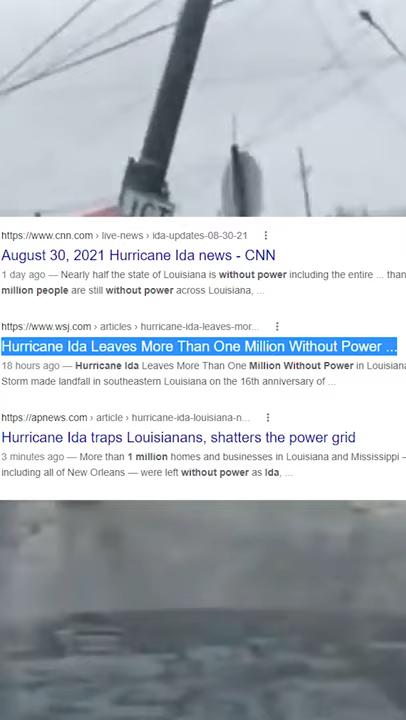 https://www.cnn.com › live-news › ida-updates-08-30-21
August 30, 2021 Hurricane Ida news - CNN
1 day ago — Nearly half the state of Louisiana is without power including the entire ... than
million people are still without power across Louisiana, ...
https://www.wsj.com › articles › hurricane-ida-leaves-mor...
Hurricane Ida Leaves More Than One Million Without Power ...
18 hours ago — Hurricane Ida Leaves More Than One Million Without Power in Louisiana
Storm made landfall in southeastern Louisiana on the 16th anniversary of ...
https://apnews.com › article › hurricane-ida-louisiana-n...
Hurricane Ida traps Louisianans, shatters the power grid
3 minutes ago — More than 1 million homes and businesses in Louisiana and Mississippi –
including all of New Orleans — were left without power as Ida, ...